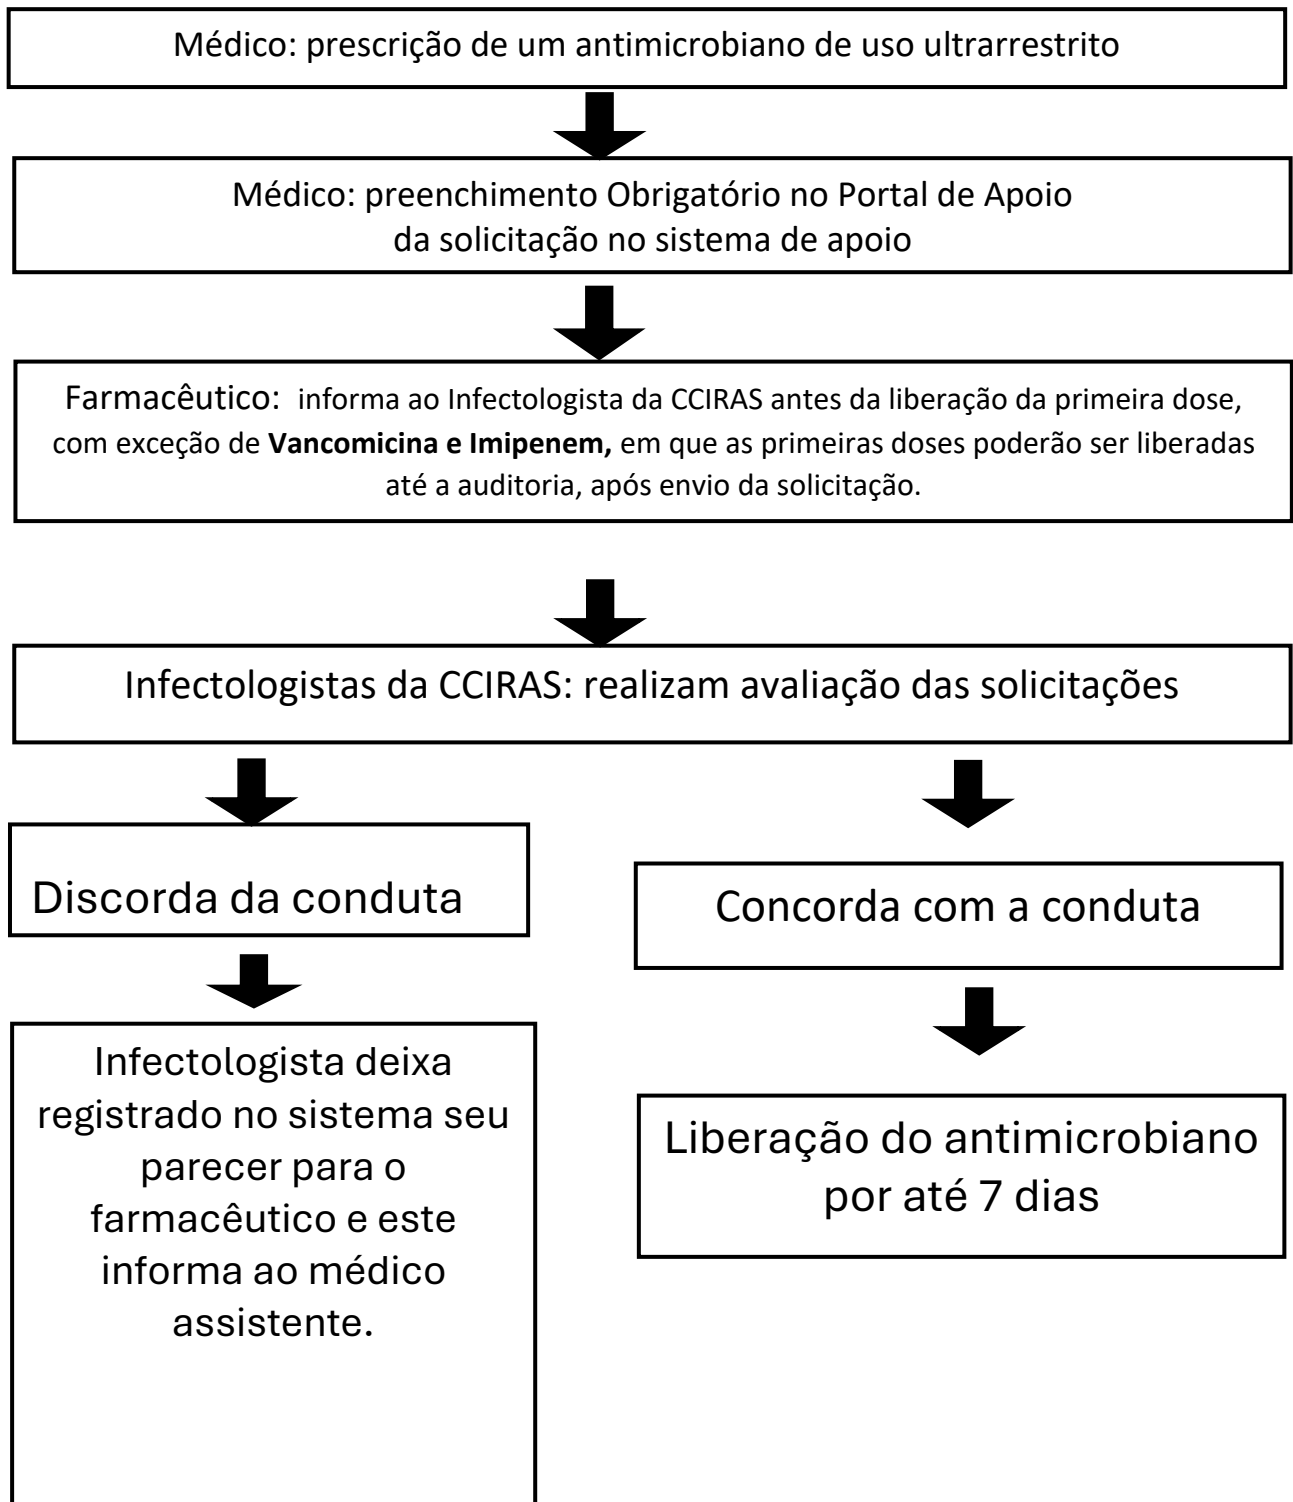 Médico: prescrição de um antimicrobiano de uso ultrarrestrito
Médico: preenchimento Obrigatório no Portal de Apoio
da solicitação no sistema de apoio
Farmacêutico: informa ao Infectologista da CCIRAS antes da liberação da primeira dose,
com exceção de Vancomicina e Imipenem, em que as primeiras doses poderão ser liberadas
até a auditoria, após envio da solicitação.
Infectologistas da CCIRAS: realizam avaliação das solicitações
Discorda da conduta
Concorda com a conduta
Infectologista deixa
registrado no sistema seu
parecer para o
farmacêutico e este
informa ao médico
assistente.
Liberação do antimicrobiano
por até 7 dias